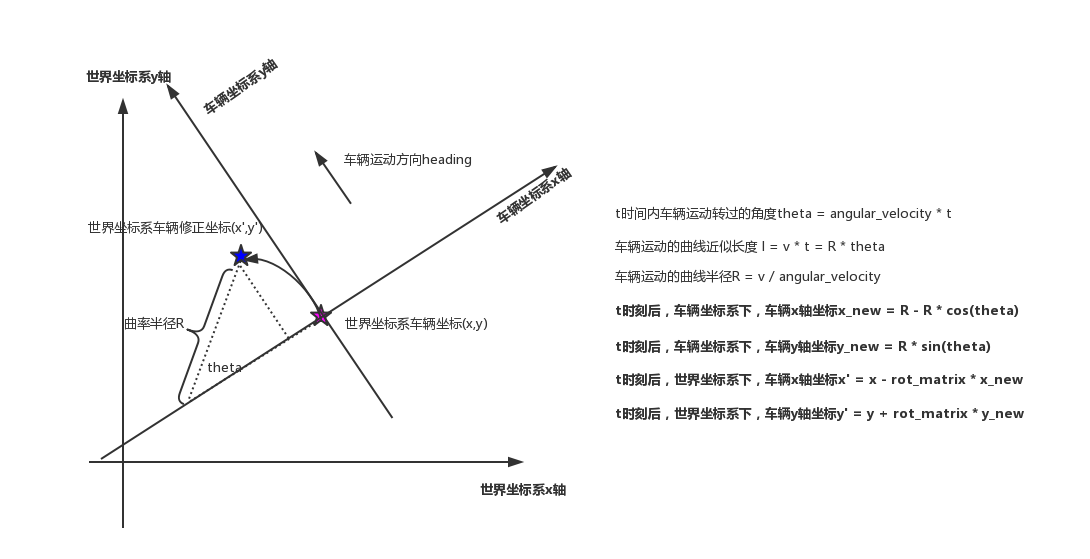 世界坐标系y轴
车辆坐标系y轴
车辆运动方向heading
车辆坐标系x轴
世界坐标系车辆修正坐标(x',y')
曲率半径R
世界坐标系车辆坐标(x,y)
theta
世界坐标系x轴
t时间内车辆运动转过的角度theta = angular_velocity * t
车辆运动的曲线近似长度 l = v * t = R * theta
车辆运动的曲线半径R = v / angular_velocity
t时刻后，车辆坐标系下，车辆x轴坐标x_new = R - R * cos(theta)
t时刻后，车辆坐标系下，车辆y轴坐标y_new = R * sin(theta)
t时刻后，世界坐标系下，车辆x轴坐标x' = x - rot_matrix * x_new
t时刻后，世界坐标系下，车辆y轴坐标y' = y + rot_matrix * y_new